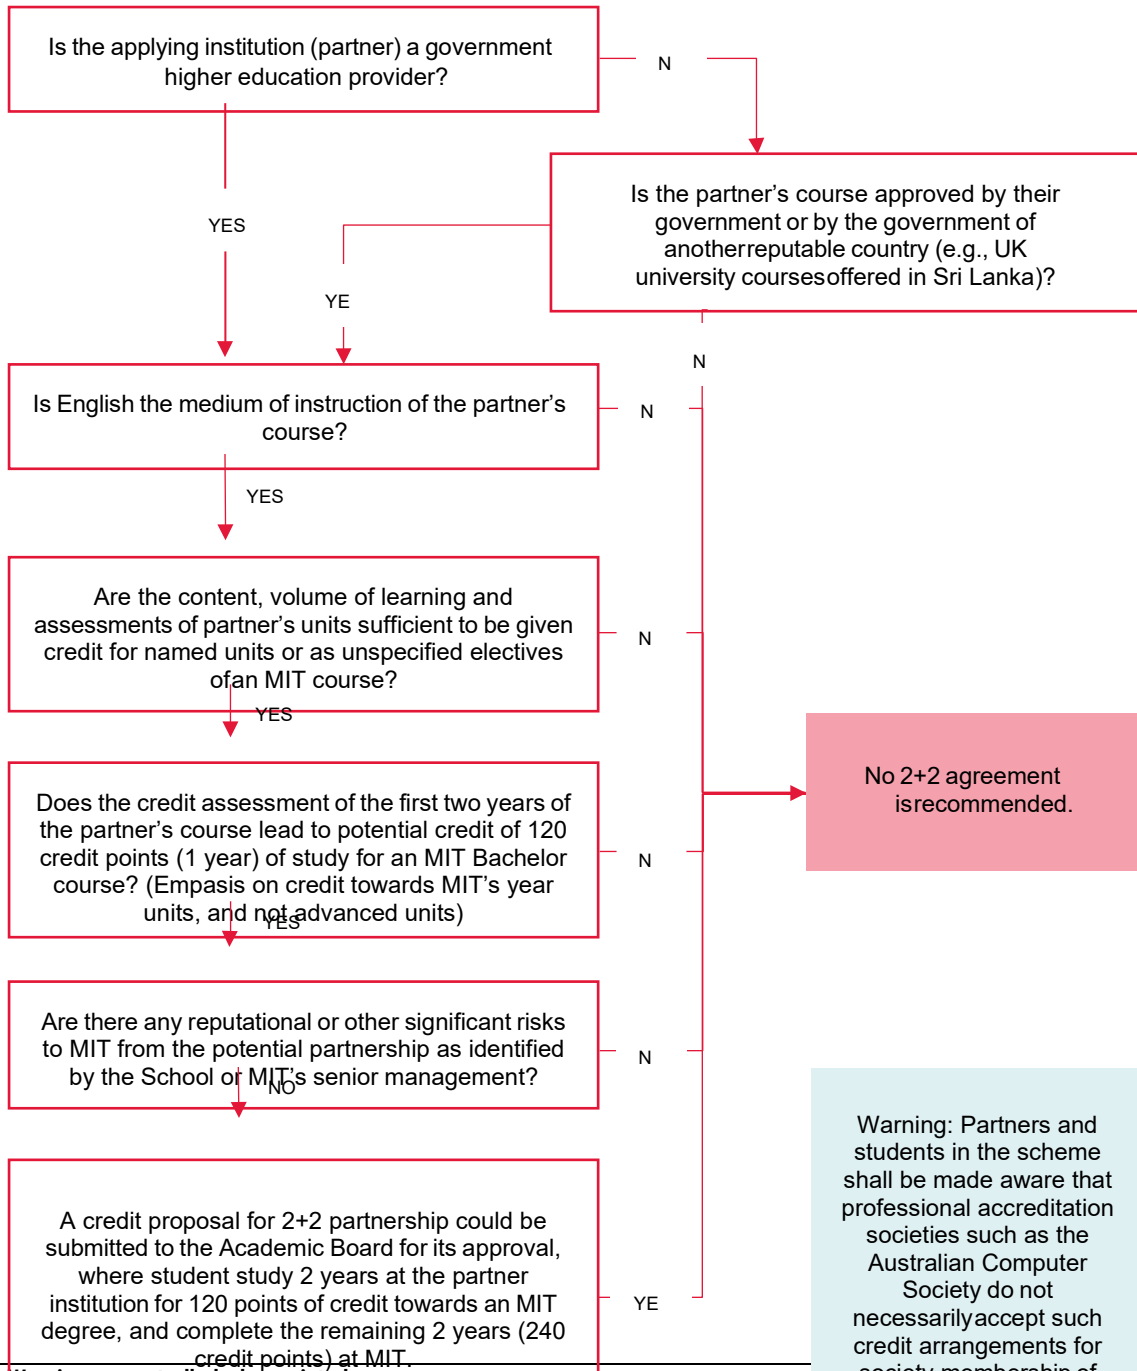 Is the applying institution (partner) a government
higher education provider?
N
Is the partner's course approved by their
government or by the government of
anotherreputable country (e.g., UK
university coursesoffered in Sri Lanka)?
YES
YE
N
Is English the medium of instruction of the partner's
course?
N
YES
Are the content, volume of learning and
assessments of partner's units sufficient to be given
credit for named units or as unspecified electives
ofan MIT course?
N
YES
No 2+2 agreement
isrecommended.
Does the credit assessment of the first two years of
the partner's course lead to potential credit of 120
credit points (1 year) of study for an MIT Bachelor
course? (Empasis on credit towards MIT's year
units, and not advanced units)
N
YES
Are there any reputational or other significant risks
to MIT from the potential partnership as identified
by the School or MIT's senior management?
N
NO
A credit proposal for 2+2 partnership could be
submitted to the Academic Board for its approval,
where student study 2 years at the partner
institution for 120 points of credit towards an MIT
degree, and complete the remaining 2 years (240
credit points) at MIT.
YE
Warning: Partners and
students in the scheme
shall be made aware that
professional accreditation
societies such as the
Australian Computer
Society do not
necessarilyaccept such
credit arrangements for
society membership of